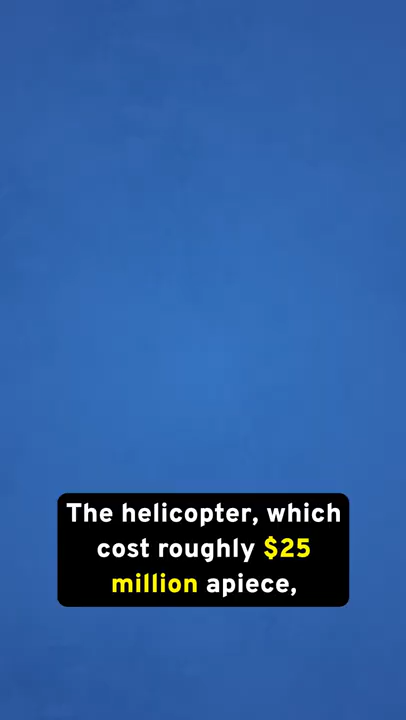 The helicopter, which
cost roughly $25
million apiece,